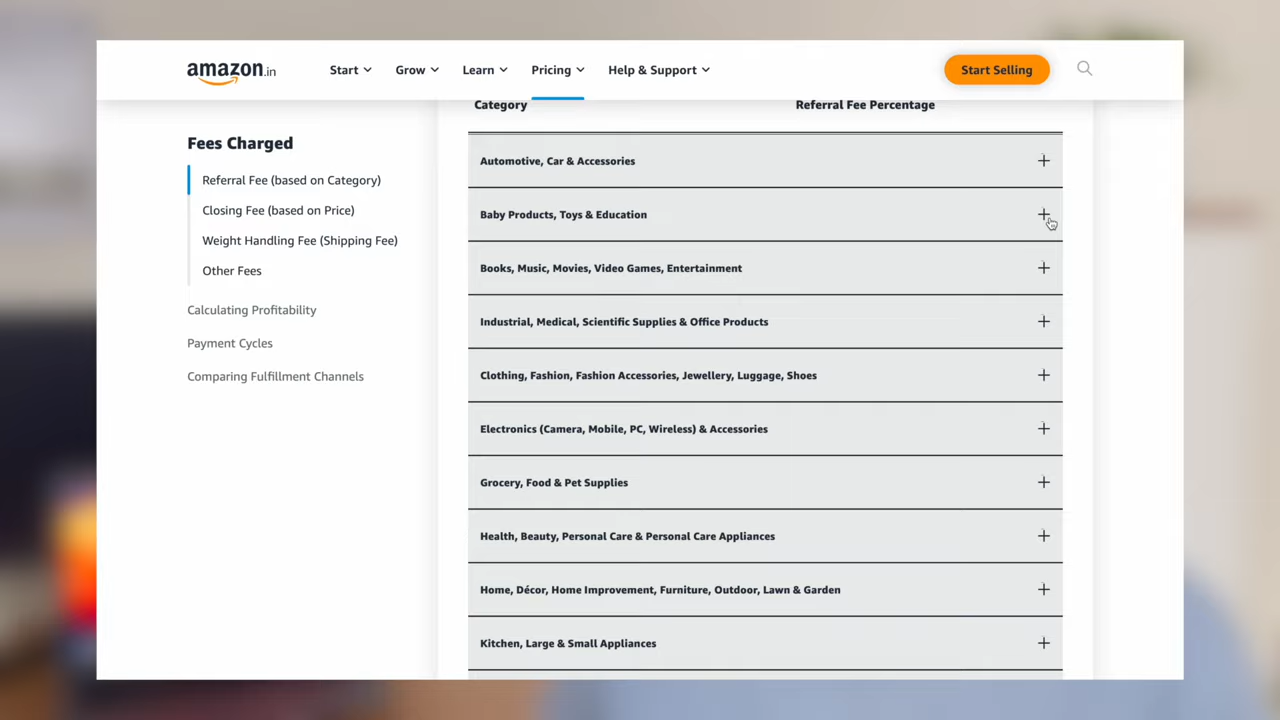 amazon.in
Start
Grow
Learn
Pricing
Help & Support
Start Selling
Fees Charged
Referral Fee (based on Category)
Closing Fee (based on Price)
Weight Handling Fee (Shipping Fee)
Other Fees
Calculating Profitability
Payment Cycles
Comparing Fulfillment Channels
Category Referral Fee Percentage
Automotive, Car & Accessories
Baby Products, Toys & Education
Books, Music, Movies, Video Games, Entertainment
Industrial, Medical, Scientific Supplies & Office Products
Clothing, Fashion, Fashion Accessories, Jewellery, Luggage, Shoes
Electronics (Camera, Mobile, PC, Wireless) & Accessories
Grocery, Food & Pet Supplies
Health, Beauty, Personal Care & Personal Care Appliances
Home, Décor, Home Improvement, Furniture, Outdoor, Lawn & Garden
Kitchen, Large & Small Appliances